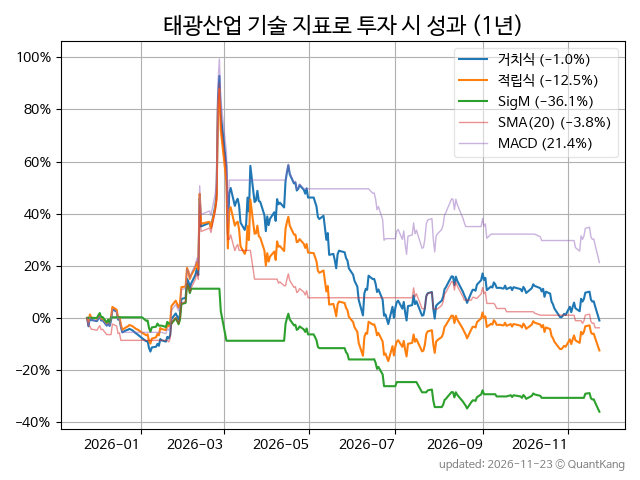 태광산업 기술 지표로 투자 시 성과 (1년)
거치식 (−1.0%)
적립식 (−12.5%)
SigM (−36.1%)
SMA(20) (−3.8%)
MACD (21.4%)
100%
80%
60%
40%
20%
0%
−20%
−40%
2026-01 2026-03 2026-05 2026-07 2026-09 2026-11
updated: 2026-11-23 ⓒ QuantKang